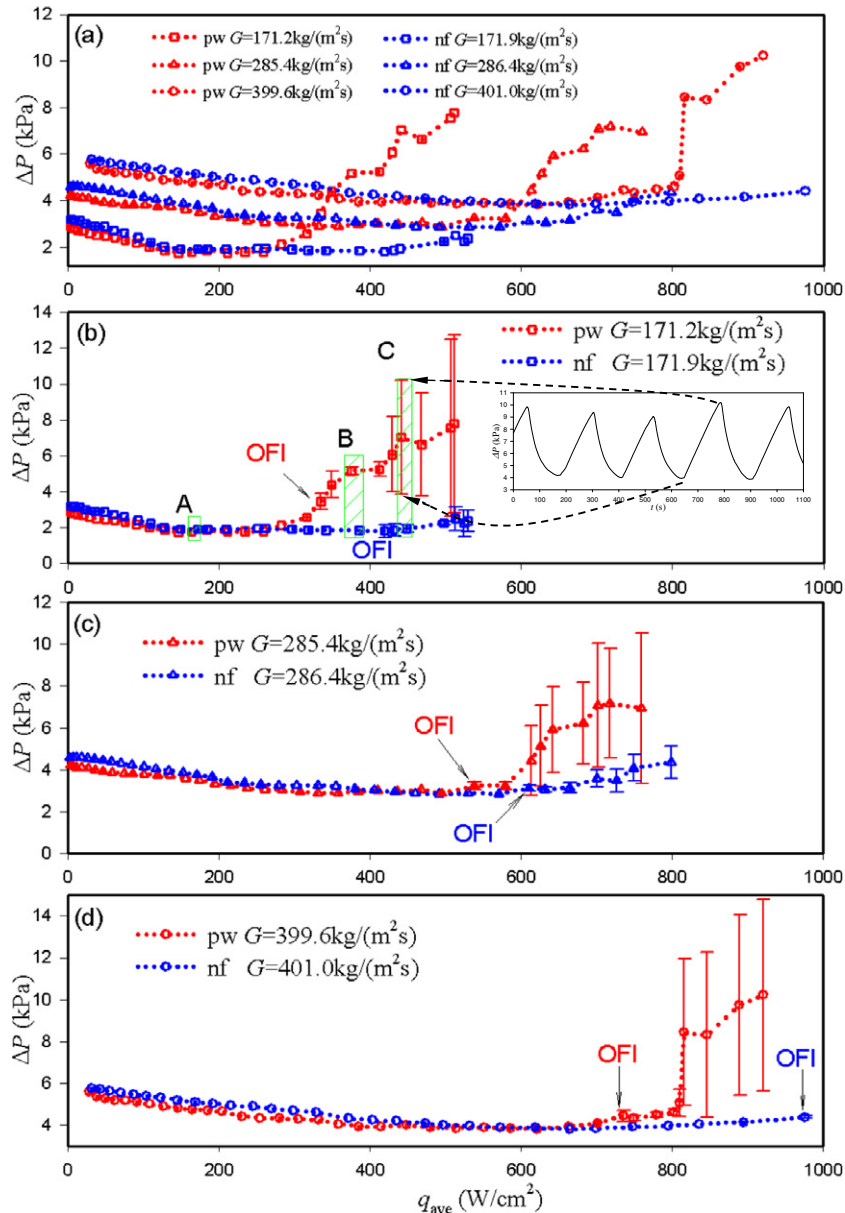 (a)
pw G=171.2kg/(m²s)
nf G=171.9kg/(m²s)
pw G=285.4kg/(m²s)
nf G=286.4kg/(m²s)
pw G=399.6kg/(m²s)
nf G=401.0kg/(m²s)
ΔP (kPa)
12
10
8
6
4
2
0 200 400 600 800 1000
(b)
pw G=171.2kg/(m²s)
nf G=171.9kg/(m²s)
ΔP (kPa)
14
12
10
8
6
4
2
0
A
B
C
OFI
OFI
ΔP (kPa)
11
10
9
8
7
6
5
4
3
0 100 200 300 400 500 600 700 800 900 1100
t (s)
0 200 400 600 800 1000
(c)
pw G=285.4kg/(m²s)
nf G=286.4kg/(m²s)
ΔP (kPa)
12
10
8
6
4
2
0
OFI
OFI
0 200 400 600 800 1000
(d)
pw G=399.6kg/(m²s)
nf G=401.0kg/(m²s)
ΔP (kPa)
14
12
10
8
6
4
2
OFI
OFI
0 200 400 600 800 1000
qave (W/cm²)